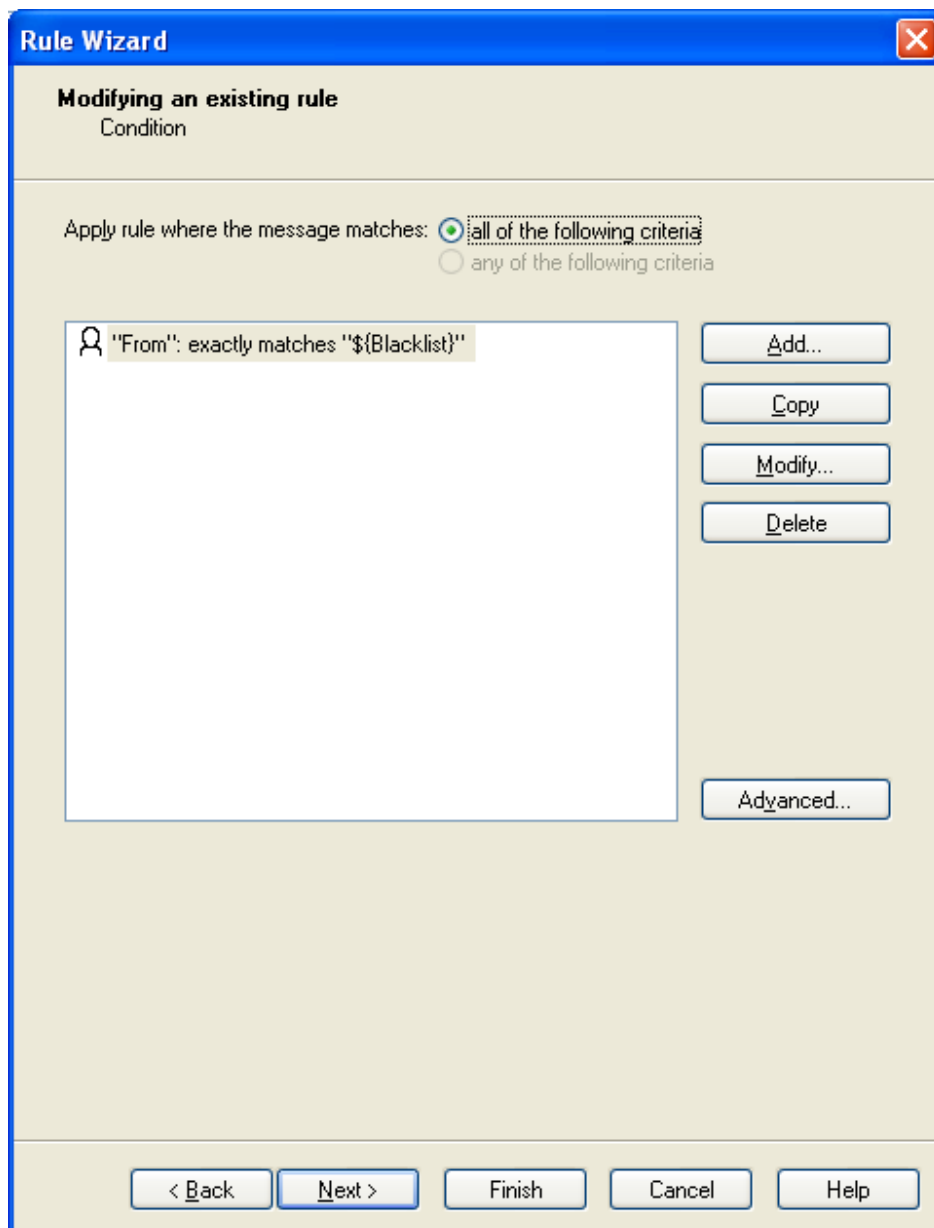 Rule Wizard
Modifying an existing rule
Condition
Apply rule where the message matches: all of the following criteria
any of the following criteria
"From": exactly matches "${Blacklist}"
Add...
Copy
Modify...
Delete
Advanced...
< Back Next > Finish Cancel Help